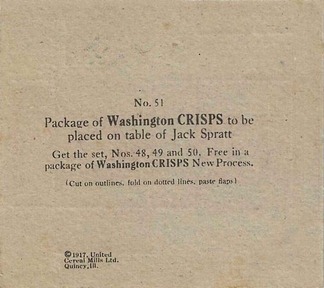 No. 51
Package of Washington CRISPS to be
placed on table of Jack Spratt
Get the set, Nos. 48, 49 and 50. Free in a
package of Washington CRISPS New Process.
(Cut on outlines, fold on dotted lines, paste flaps)
©1917, United
Cereal Mills Ltd.
Quincy, Ill.